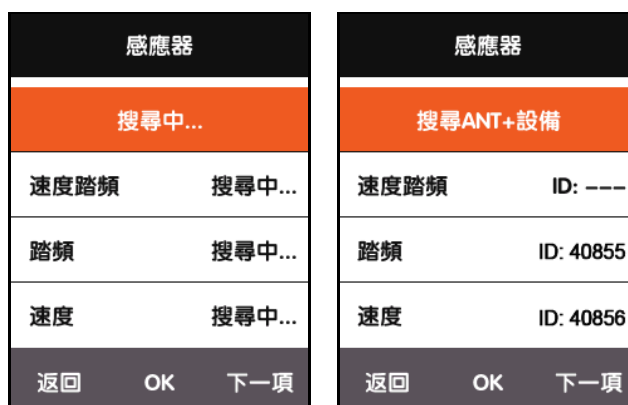 感應器
搜尋中...
速度踏頻 搜尋中...
踏頻 搜尋中...
速度 搜尋中...
返回 OK 下一項
感應器
搜尋ANT+設備
速度踏頻 ID: ---
踏頻 ID: 40855
速度 ID: 40856
返回 OK 下一項